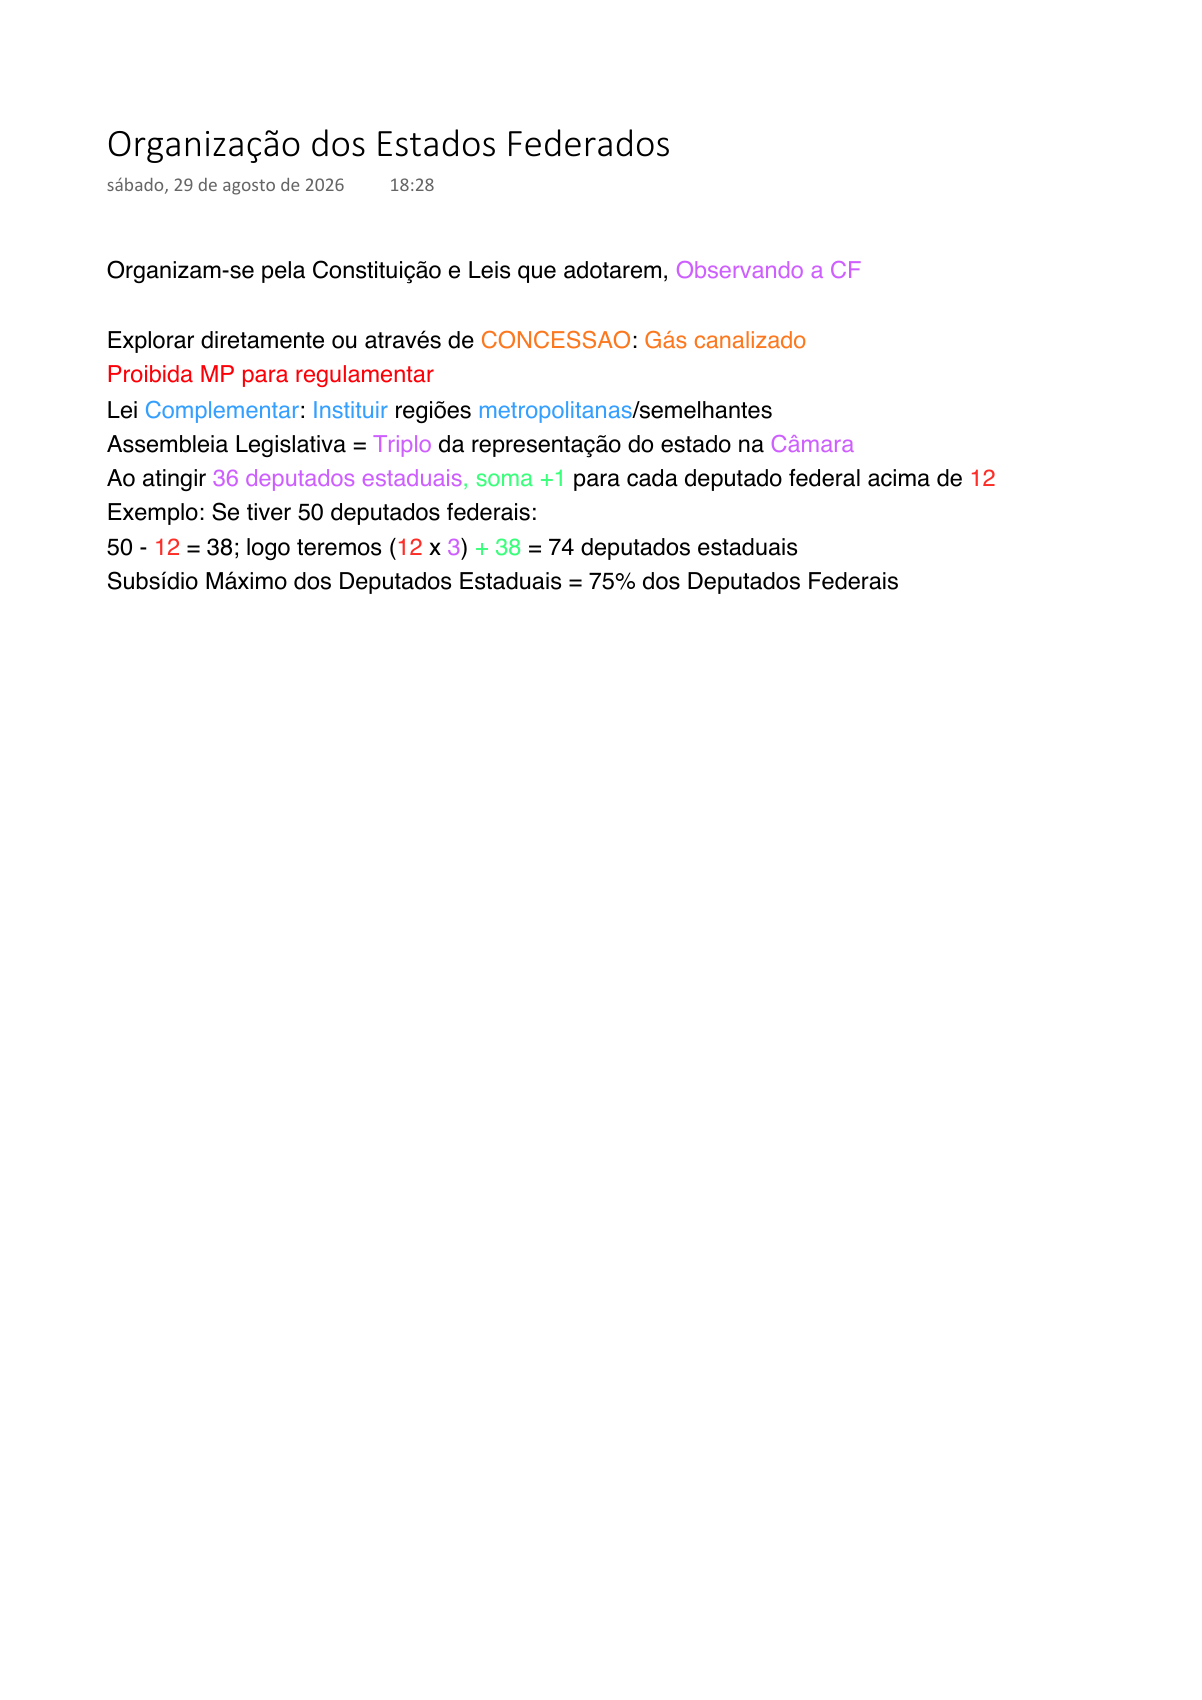 Organização dos Estados Federados
sábado, 29 de agosto de 2026 18:28
Organizam-se pela Constituição e Leis que adotarem, Observando a CF
Explorar diretamente ou através de CONCESSAO: Gás canalizado
Proibida MP para regulamentar
Lei Complementar: Instituir regiões metropolitanas/semelhantes
Assembleia Legislativa = Triplo da representação do estado na Câmara
Ao atingir 36 deputados estaduais, soma +1 para cada deputado federal acima de 12
Exemplo: Se tiver 50 deputados federais:
50 - 12 = 38; logo teremos (12 x 3) + 38 = 74 deputados estaduais
Subsídio Máximo dos Deputados Estaduais = 75% dos Deputados Federais